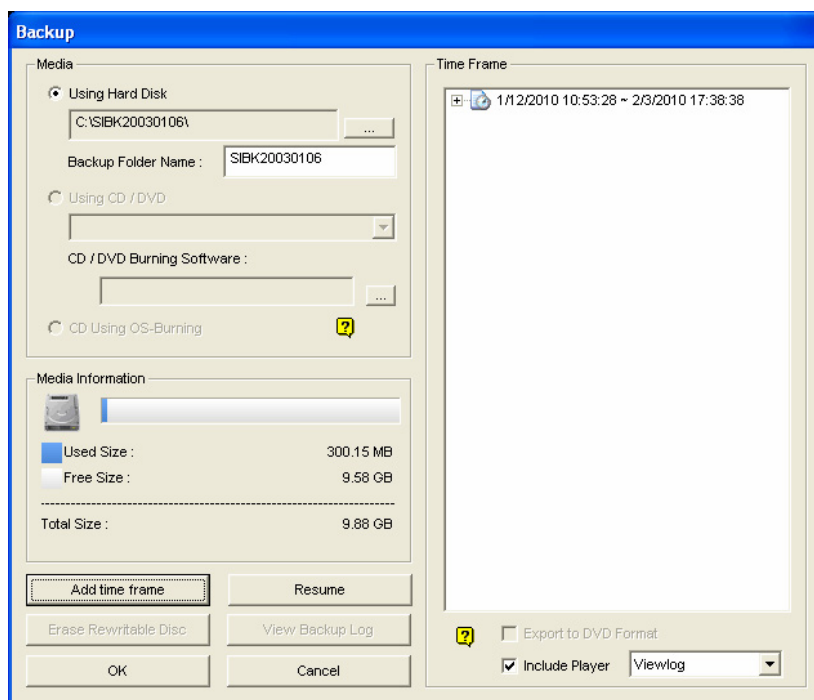 Backup
Media
Using Hard Disk
C:\SIBK20030106\
...
Backup Folder Name : SIBK20030106
Using CD / DVD
CD / DVD Burning Software :
...
CD Using OS-Burning
?
Media Information
Used Size : 300.15 MB
Free Size : 9.58 GB
Total Size : 9.88 GB
Add time frame Resume
Erase Rewritable Disc View Backup Log
OK Cancel
Time Frame
1/12/2010 10:53:28 ~ 2/3/2010 17:38:38
? Export to DVD Format
Include Player Viewlog